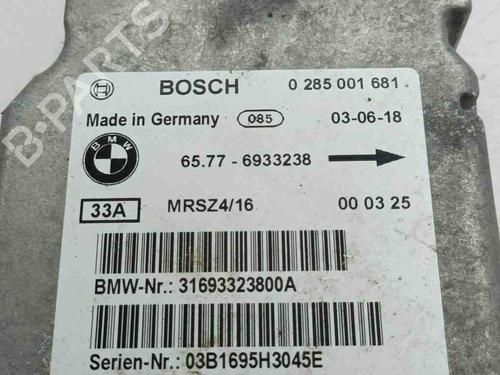 B-PARTS
BOSCH 0 285 001 681
Made in Germany 085 03-06-18
BMW
65.77 - 6933238
33A MRSZ4/16 00 03 25
BMW-Nr.: 31693323800A
Serien-Nr.: 03B1695H3045E